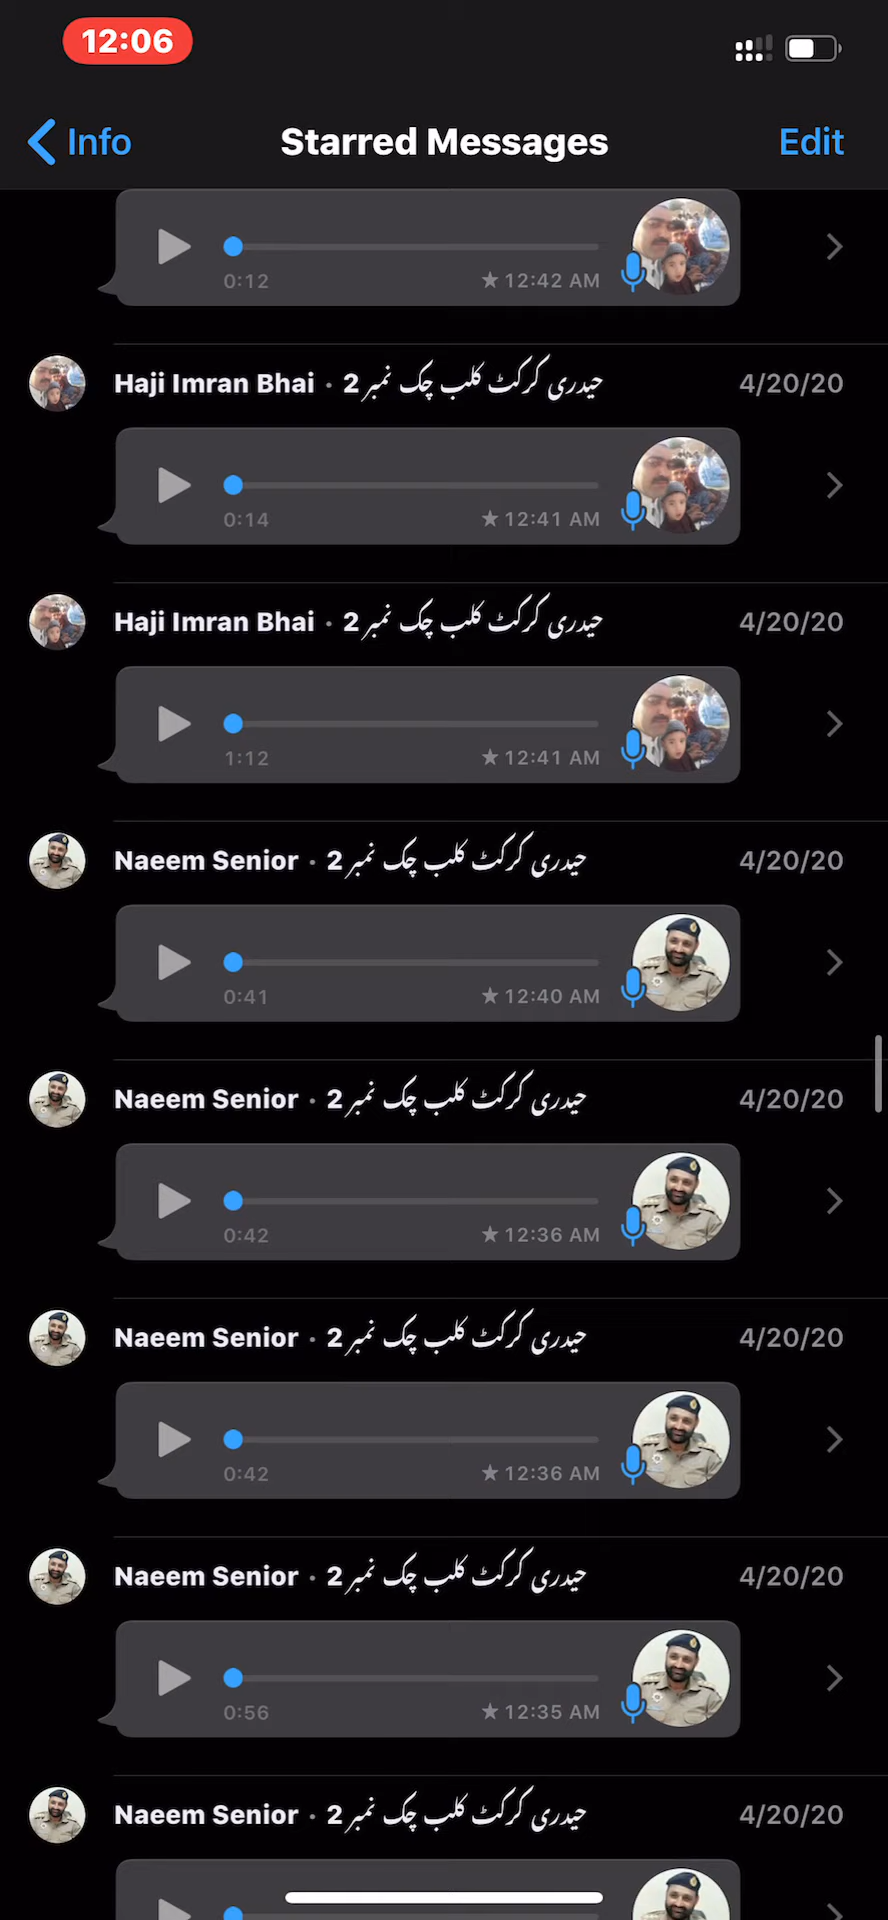 12:06
Info
Starred Messages
Edit
0:12
★ 12:42 AM
Haji Imran Bhai · حیدری کرکٹ کلب چک نمبر 2
4/20/20
0:14
★ 12:41 AM
Haji Imran Bhai · حیدری کرکٹ کلب چک نمبر 2
4/20/20
1:12
★ 12:41 AM
Naeem Senior · حیدری کرکٹ کلب چک نمبر 2
4/20/20
0:41
★ 12:40 AM
Naeem Senior · حیدری کرکٹ کلب چک نمبر 2
4/20/20
0:42
★ 12:36 AM
Naeem Senior · حیدری کرکٹ کلب چک نمبر 2
4/20/20
0:42
★ 12:36 AM
Naeem Senior · حیدری کرکٹ کلب چک نمبر 2
4/20/20
0:56
★ 12:35 AM
Naeem Senior · حیدری کرکٹ کلب چک نمبر 2
4/20/20